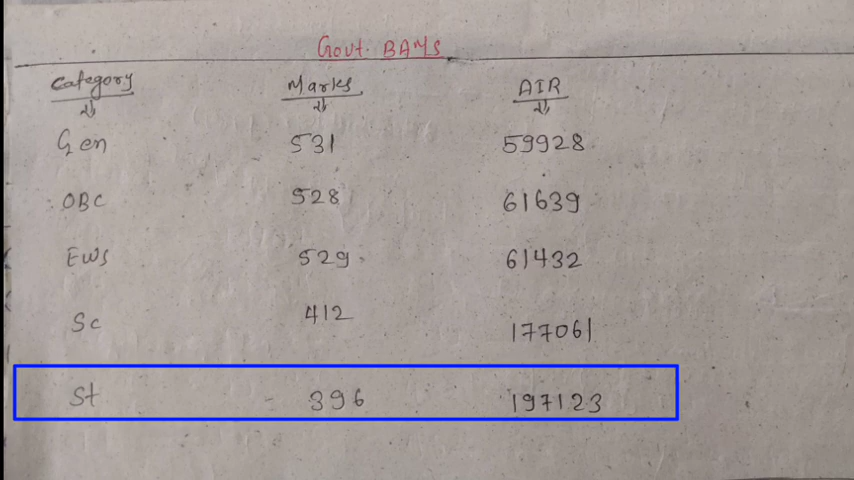 Govt. BAMS
Category Marks AIR
Gen 531 59928
OBC 528 61639
EWS 529 61432
Sc 412 177061
St 396 197123